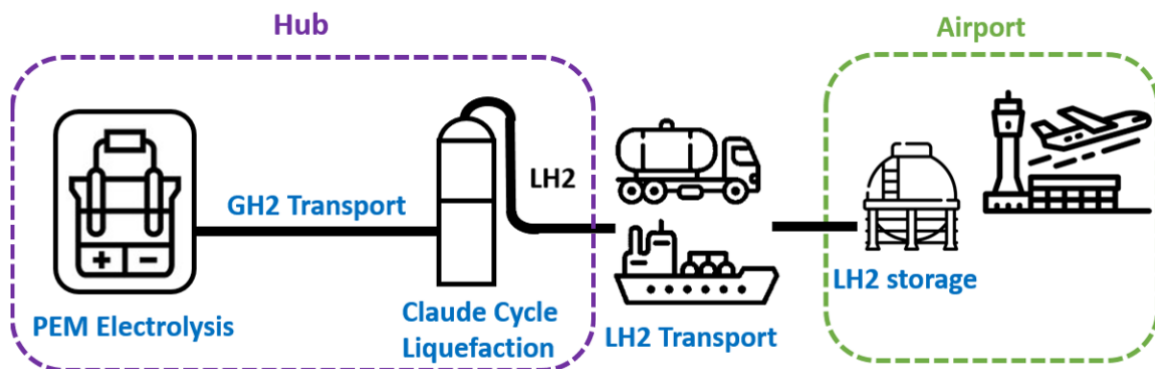 Hub
Airport
GH2 Transport
LH2
+ −
PEM Electrolysis
Claude Cycle
Liquefaction
LH2 Transport
LH2 storage